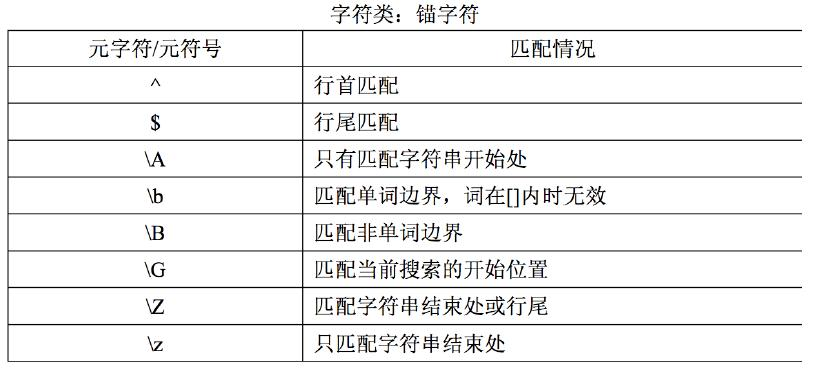 字符类：锚字符
元字符/元符号 匹配情况
^ 行首匹配
$ 行尾匹配
\A 只有匹配字符串开始处
\b 匹配单词边界，词在[]内时无效
\B 匹配非单词边界
\G 匹配当前搜索的开始位置
\Z 匹配字符串结束处或行尾
\z 只匹配字符串结束处